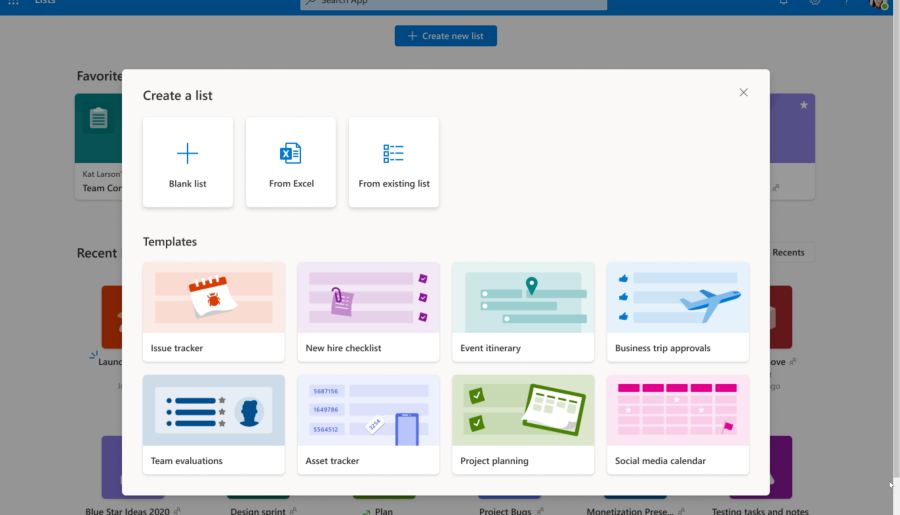 Lists
Search App
Create new list
Favorite
Create a list
Blank list
From Excel
From existing list
Kat Larson'
Team Cor
Templates
Recent
Recents
Issue tracker
New hire checklist
Event itinerary
Business trip approvals
Launc
ove
ago
5687156
1649786
5564512
3254
Team evaluations
Asset tracker
Project planning
Social media calendar
Blue Star Ideas 2020
Design sprint
Plan
Project Bugs
Monetization Prese...
Testing tasks and notes